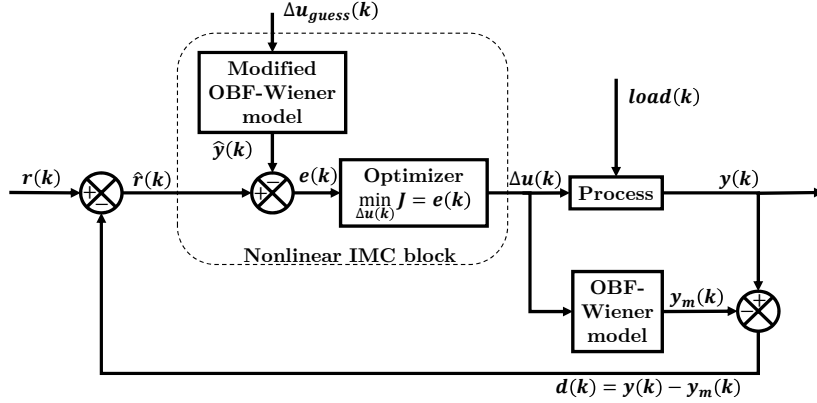 Δu_guess(k)
Modified
OBF-Wiener
model
load(k)
ŷ(k)
r(k)
+
−
r̂(k)
+
−
e(k)
Optimizer
min J = e(k)
Δu(k)
Δu(k)
Process
y(k)
Nonlinear IMC block
OBF-
Wiener
model
y_m(k)
+
−
d(k) = y(k) − y_m(k)